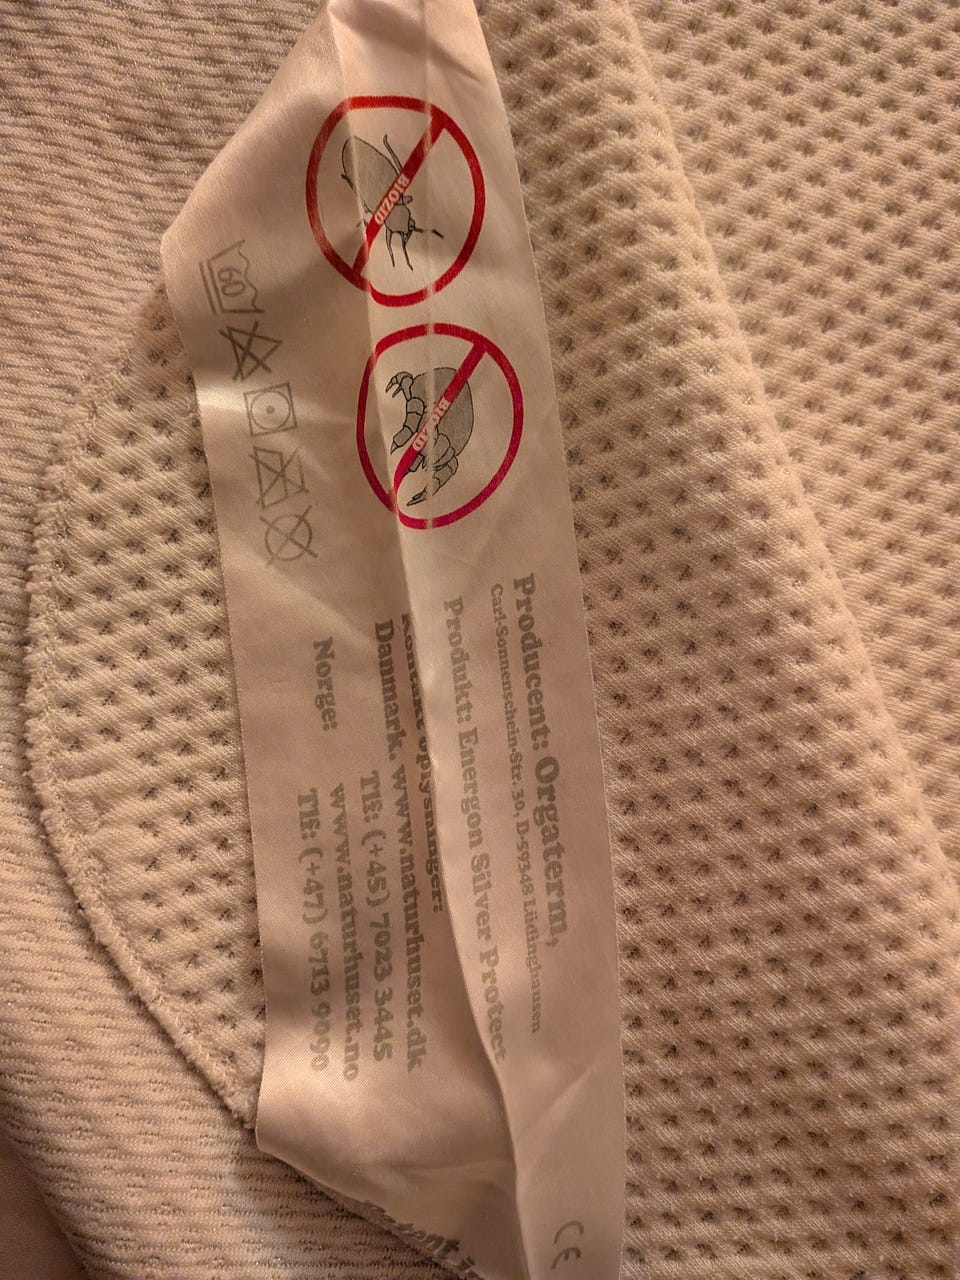 BIOZID
BIOZID
60
Producent: Orgaterm,
Carl-Sonnenschein-Str. 30, D-59348 Lüdinghausen
Produkt: Energon Silver Protect
Kontakt oplysninger:
Danmark. www.naturhuset.dk
Tlf: (+45) 7023 3445
Norge: www.naturhuset.no
Tlf: (+47) 6713 9090
CE